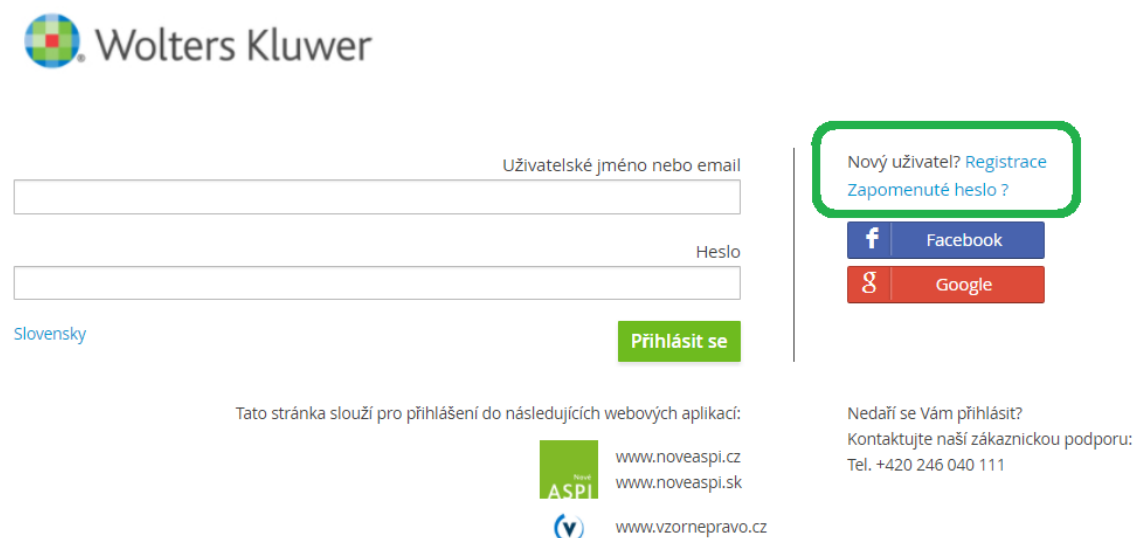 Wolters Kluwer
Uživatelské jméno nebo email
Heslo
Slovensky
Přihlásit se
Nový uživatel? Registrace
Zapomenuté heslo ?
f Facebook
g Google
Tato stránka slouží pro přihlášení do následujících webových aplikací:
Nové
ASPI
www.noveaspi.cz
www.noveaspi.sk
v
www.vzornepravo.cz
Nedaří se Vám přihlásit?
Kontaktujte naší zákaznickou podporu:
Tel. +420 246 040 111